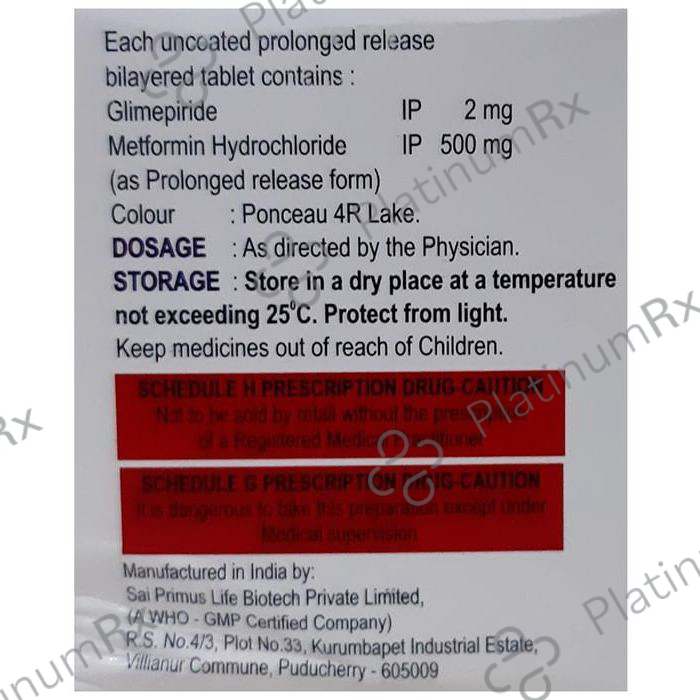 Each uncoated prolonged release
bilayered tablet contains :
Glimepiride IP 2 mg
Metformin Hydrochloride IP 500 mg
(as Prolonged release form)
Colour : Ponceau 4R Lake.
DOSAGE : As directed by the Physician.
STORAGE : Store in a dry place at a temperature
not exceeding 25°C. Protect from light.
Keep medicines out of reach of Children.
SCHEDULE H PRESCRIPTION DRUG-CAUTION
Not to be sold by retail without the prescription
of a Registered Medical Practitioner
SCHEDULE G PRESCRIPTION DRUG-CAUTION
It is dangerous to take this preparation except under
Medical supervision
Manufactured in India by:
Sai Primus Life Biotech Private Limited,
(A WHO - GMP Certified Company)
R.S. No.4/3, Plot No.33, Kurumbapet Industrial Estate,
Villianur Commune, Puducherry - 605009
PlatinumRx
PlatinumRx
PlatinumRx